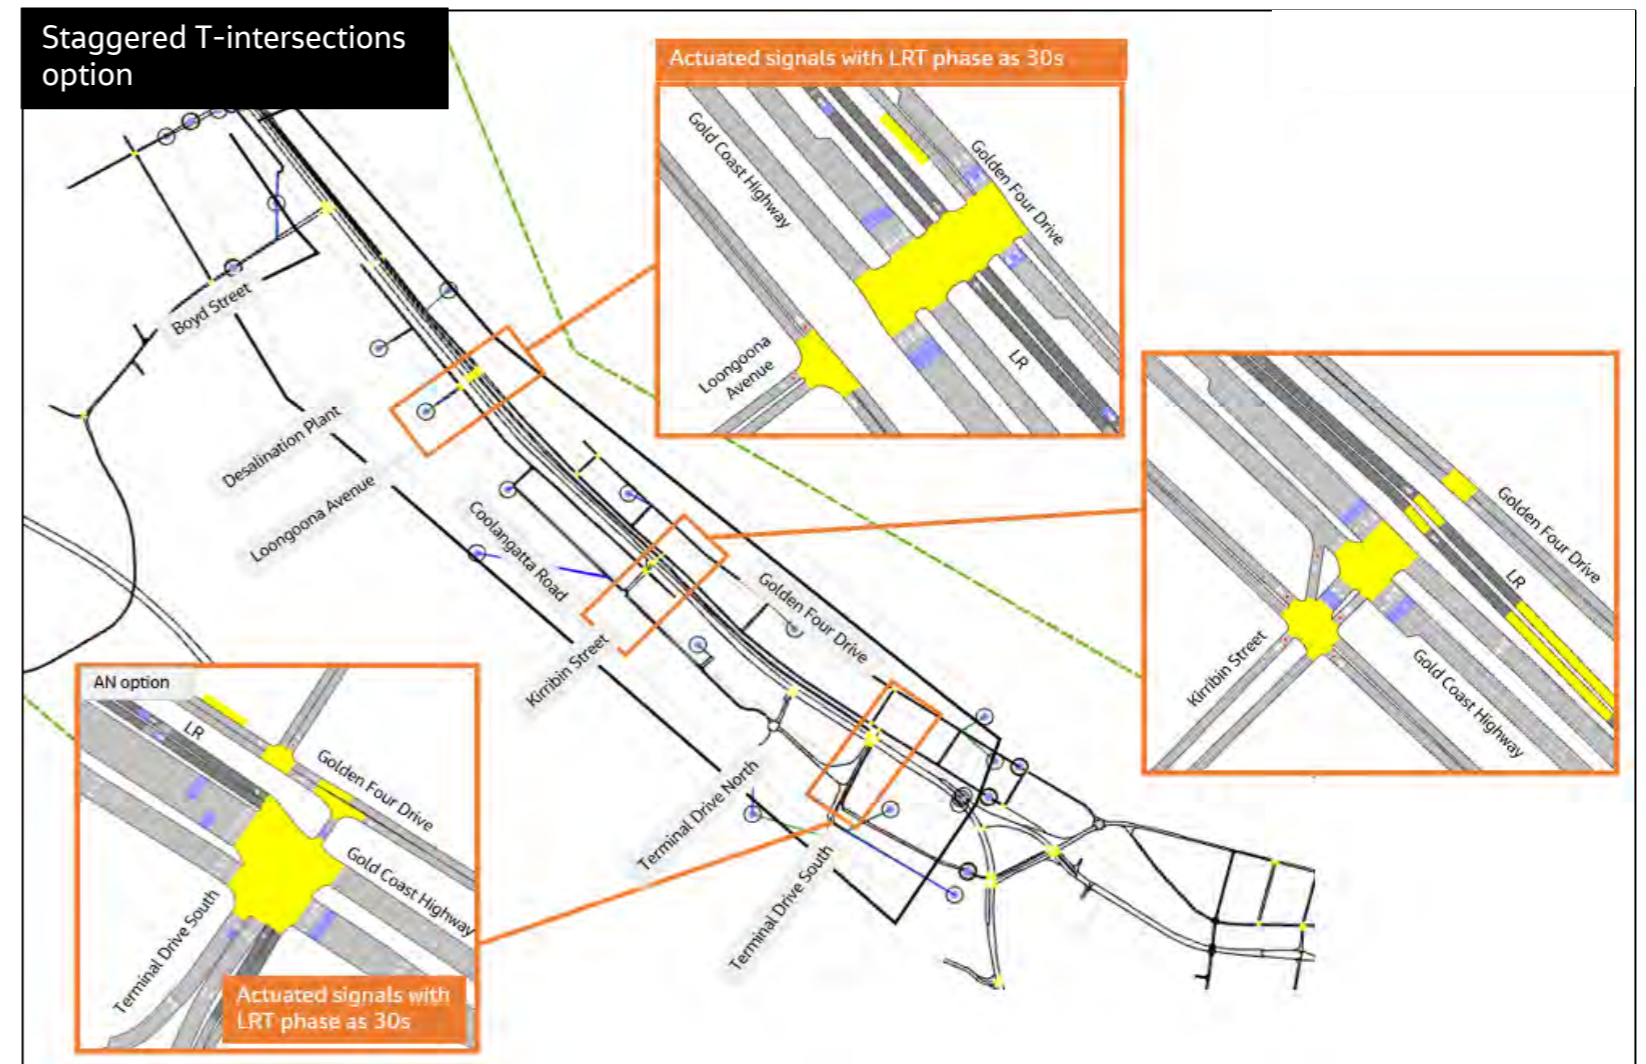 Staggered T-intersections
option
Actuated signals with LRT phase as 30s
Gold Coast Highway
Golden Four Drive
Loongoona
Avenue
LR
Boyd Street
Desalination Plant
Loongoona Avenue
Coolangatta Road
Kirribin Street
Golden Four Drive
Terminal Drive North
Terminal Drive South
Golden Four Drive
LR
Kirribin Street
Gold Coast Highway
AN option
LR
Golden Four Drive
Gold Coast Highway
Terminal Drive South
Actuated signals with
LRT phase as 30s